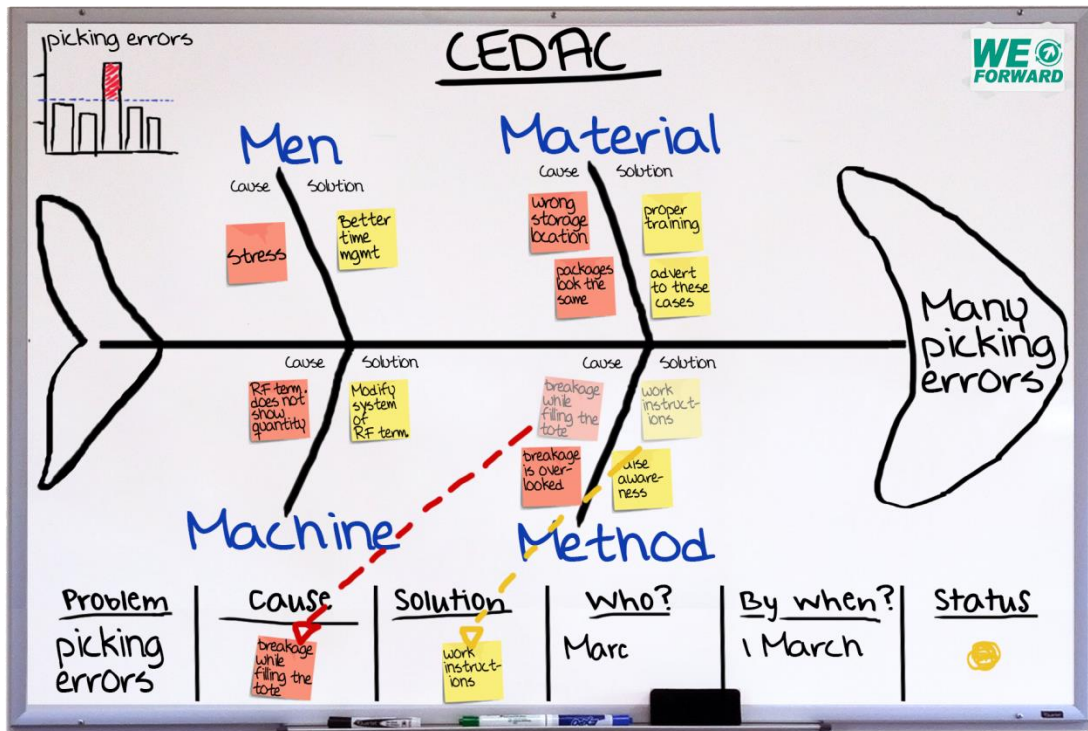 picking errors
CEDAC
WE
FORWARD
Men
Material
Cause
Solution
Cause
Solution
stress
Better
time
mgmt
wrong
storage
location
proper
training
packages
look the
same
advert
to these
cases
Many
picking
errors
Cause
Solution
Cause
Solution
RF term.
does not
show
quantity
Modify
system
of
RF term.
breakage
while
filling the
tote
work
instruct-
ions
breakage
is over-
looked
aise
aware-
ness
Machine
Method
Problem
Cause
Solution
Who?
By when?
Status
picking
errors
breakage
while
filling the
tote
work
instruct-
ions
Marc
1 March